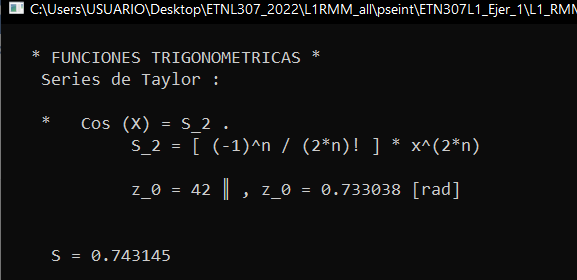 C:\Users\USUARIO\Desktop\ETNL307_2022\L1RMM_all\pseint\ETN307L1_Ejer_1\L1_RMM
* FUNCIONES TRIGONOMETRICAS *
Series de Taylor :
* Cos (X) = S_2 .
S_2 = [ (-1)^n / (2*n)! ] * x^(2*n)
z_0 = 42 ║ , z_0 = 0.733038 [rad]
S = 0.743145